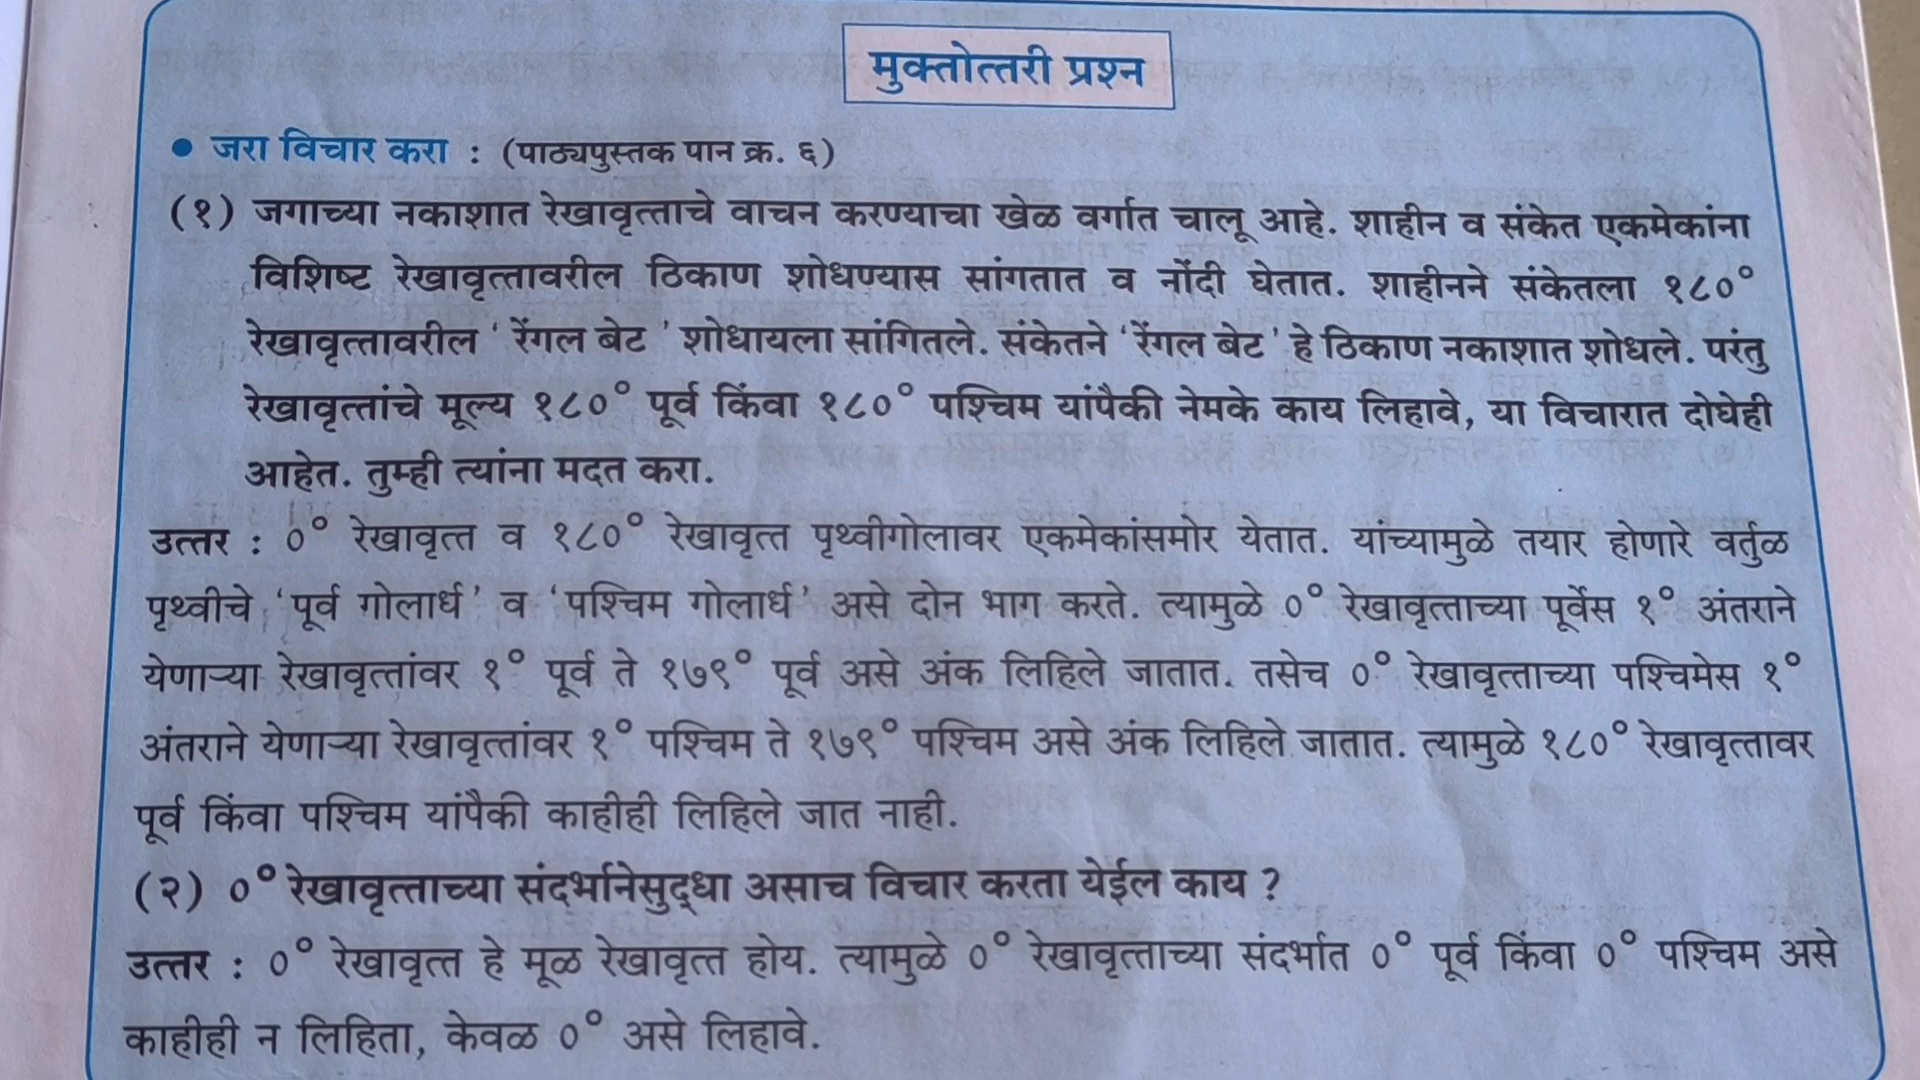 मुक्तोत्तरी प्रश्न
• जरा विचार करा : (पाठ्यपुस्तक पान क्र. ६)
(१) जगाच्या नकाशात रेखावृत्ताचे वाचन करण्याचा खेळ वर्गात चालू आहे. शाहीन व संकेत एकमेकांना
विशिष्ट रेखावृत्तावरील ठिकाण शोधण्यास सांगतात व नोंदी घेतात. शाहीनने संकेतला १८०°
रेखावृत्तावरील ‘ रँगल बेट ’ शोधायला सांगितले. संकेतने ‘रँगल बेट’ हे ठिकाण नकाशात शोधले. परंतु
रेखावृत्तांचे मूल्य १८०° पूर्व किंवा १८०° पश्चिम यांपैकी नेमके काय लिहावे, या विचारात दोघेही
आहेत. तुम्ही त्यांना मदत करा.
उत्तर : ०° रेखावृत्त व १८०° रेखावृत्त पृथ्वीगोलावर एकमेकांसमोर येतात. यांच्यामुळे तयार होणारे वर्तुळ
पृथ्वीचे ‘पूर्व गोलार्ध’ व ‘पश्चिम गोलार्ध’ असे दोन भाग करते. त्यामुळे ०° रेखावृत्ताच्या पूर्वेस १° अंतराने
येणाऱ्या रेखावृत्तांवर १° पूर्व ते १७९° पूर्व असे अंक लिहिले जातात. तसेच ०° रेखावृत्ताच्या पश्चिमेस १°
अंतराने येणाऱ्या रेखावृत्तांवर १° पश्चिम ते १७९° पश्चिम असे अंक लिहिले जातात. त्यामुळे १८०° रेखावृत्तावर
पूर्व किंवा पश्चिम यांपैकी काहीही लिहिले जात नाही.
(२) ०° रेखावृत्ताच्या संदर्भानेसुद्धा असाच विचार करता येईल काय ?
उत्तर : ०° रेखावृत्त हे मूळ रेखावृत्त होय. त्यामुळे ०° रेखावृत्ताच्या संदर्भात ०° पूर्व किंवा ०° पश्चिम असे
काहीही न लिहिता, केवळ ०° असे लिहावे.